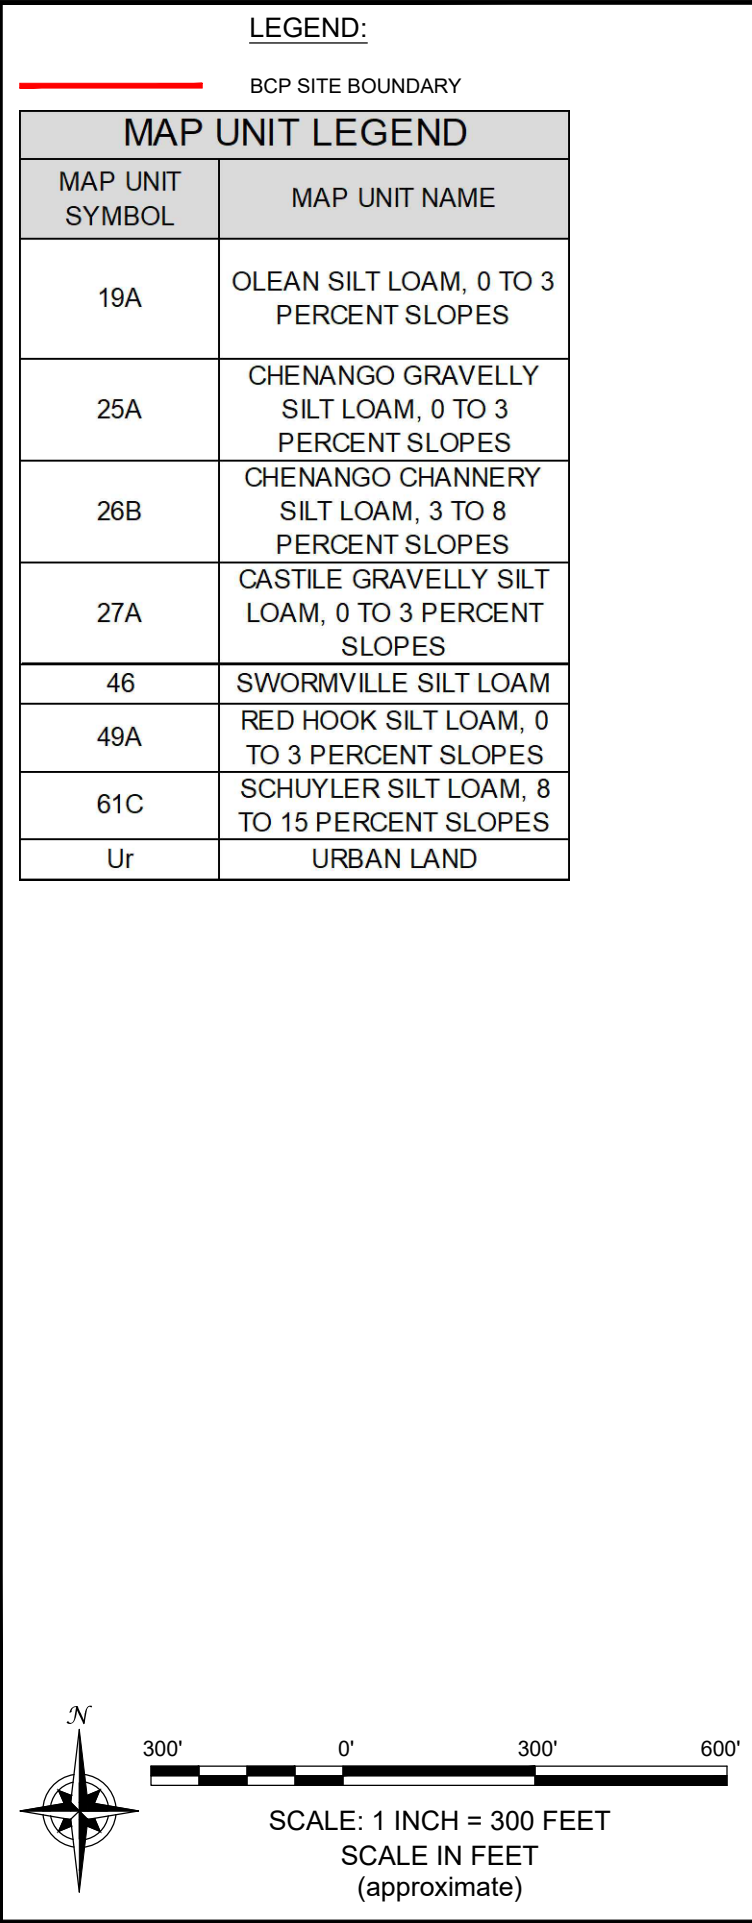 LEGEND:
BCP SITE BOUNDARY
MAP UNIT LEGEND
MAP UNIT
SYMBOL
MAP UNIT NAME
19A
OLEAN SILT LOAM, 0 TO 3
PERCENT SLOPES
25A
CHENANGO GRAVELLY
SILT LOAM, 0 TO 3
PERCENT SLOPES
26B
CHENANGO CHANNERY
SILT LOAM, 3 TO 8
PERCENT SLOPES
27A
CASTILE GRAVELLY SILT
LOAM, 0 TO 3 PERCENT
SLOPES
46
SWORMVILLE SILT LOAM
49A
RED HOOK SILT LOAM, 0
TO 3 PERCENT SLOPES
61C
SCHUYLER SILT LOAM, 8
TO 15 PERCENT SLOPES
Ur
URBAN LAND
N
300' 0' 300' 600'
SCALE: 1 INCH = 300 FEET
SCALE IN FEET
(approximate)